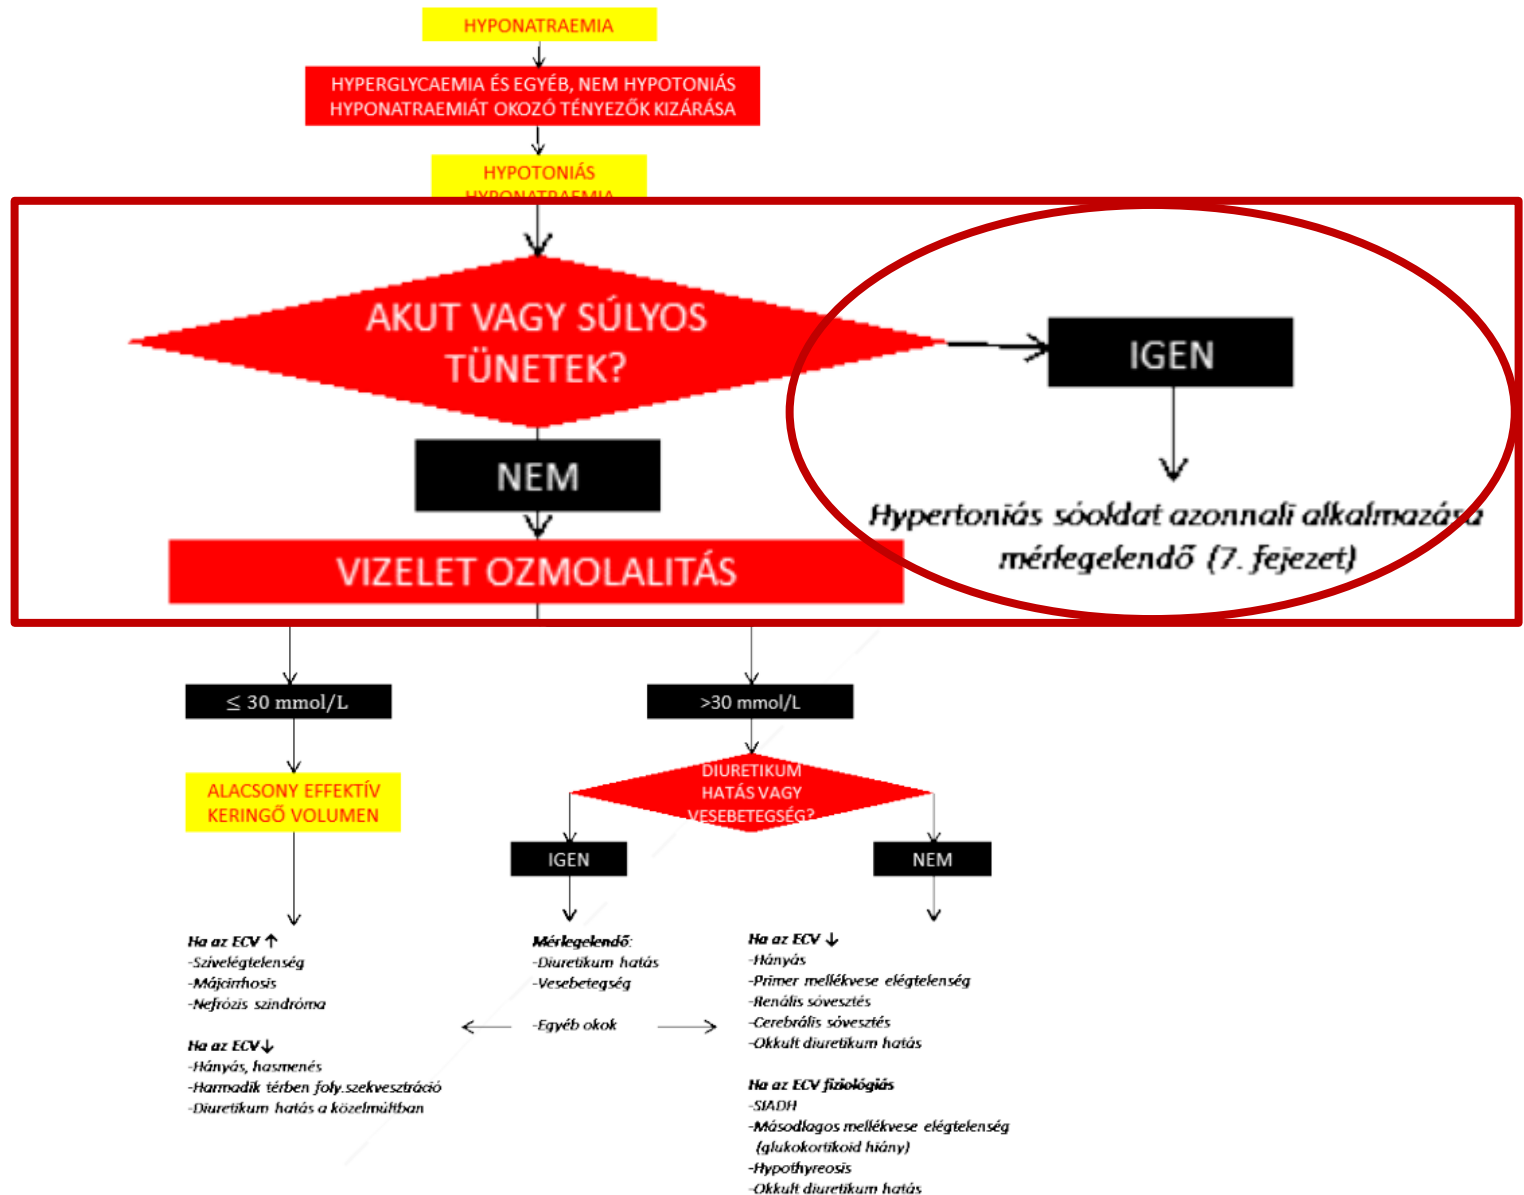 HYPONATRAEMIA
HYPERGLYCAEMIA ÉS EGYÉB, NEM HYPOTONIÁS
HYPONATRAEMIÁT OKOZÓ TÉNYEZŐK KIZÁRÁSA
HYPOTONIÁS
HYPONATRAEMIA
AKUT VAGY SÚLYOS
TÜNETEK?
IGEN
NEM
Hypertoniás sóoldat azonnali alkalmazása
mérlegelendő (7. fejezet)
VIZELET OZMOLALITÁS
≤ 30 mmol/L
>30 mmol/L
ALACSONY EFFEKTÍV
KERINGŐ VOLUMEN
DIURETIKUM
HATÁS VAGY
VESEBETEGSÉG?
IGEN
NEM
Ha az ECV ↑
-Szívelégtelenség
-Májcirrhosis
-Nefrózis szindróma
Ha az ECV↓
-Hányás, hasmenés
-Harmadik térben foly.szekvesztráció
-Diuretikum hatás a közelmúltban
Mérlegelendő:
-Diuretikum hatás
-Vesebetegség
-Egyéb okok
Ha az ECV ↓
-Hányás
-Primer mellékvese elégtelenség
-Renális sóvesztés
-Cerebrális sóvesztés
-Okkult diuretikum hatás
Ha az ECV fiziológiás
-SIADH
-Másodlagos mellékvese elégtelenség
(glukokortikoid hiány)
-Hypothyreosis
-Okkult diuretikum hatás